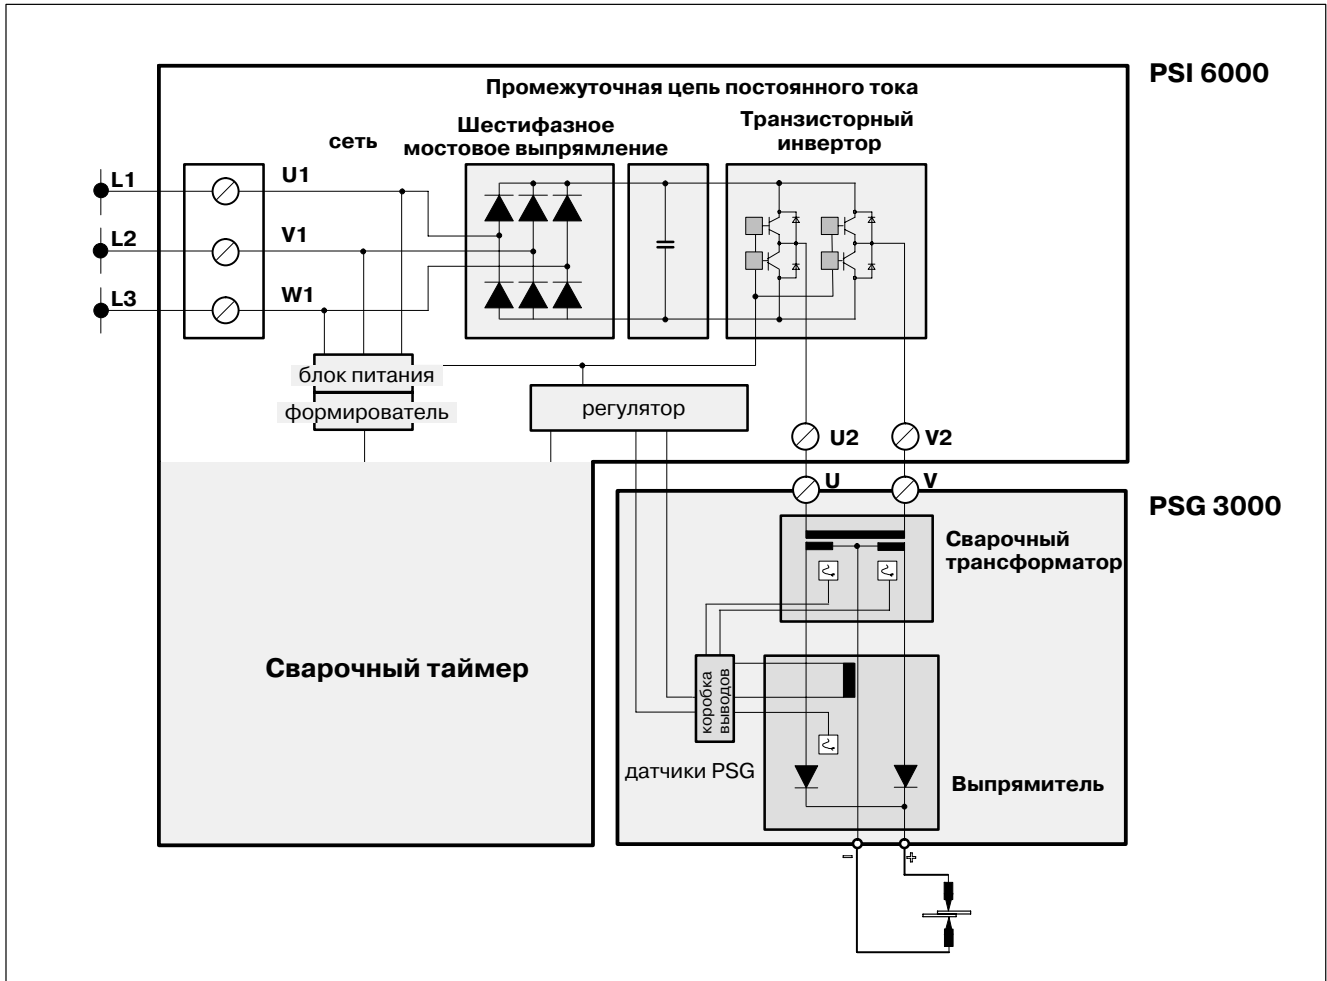 PSI 6000
Промежуточная цепь постоянного тока
Шестифазное
мостовое выпрямление
Транзисторный
инвертор
сеть
L1
U1
L2
V1
L3
W1
блок питания
формирователь
регулятор
U2
V2
U
V
PSG 3000
Сварочный
трансформатор
Сварочный таймер
коробка
выводов
датчики PSG
Выпрямитель
–
+